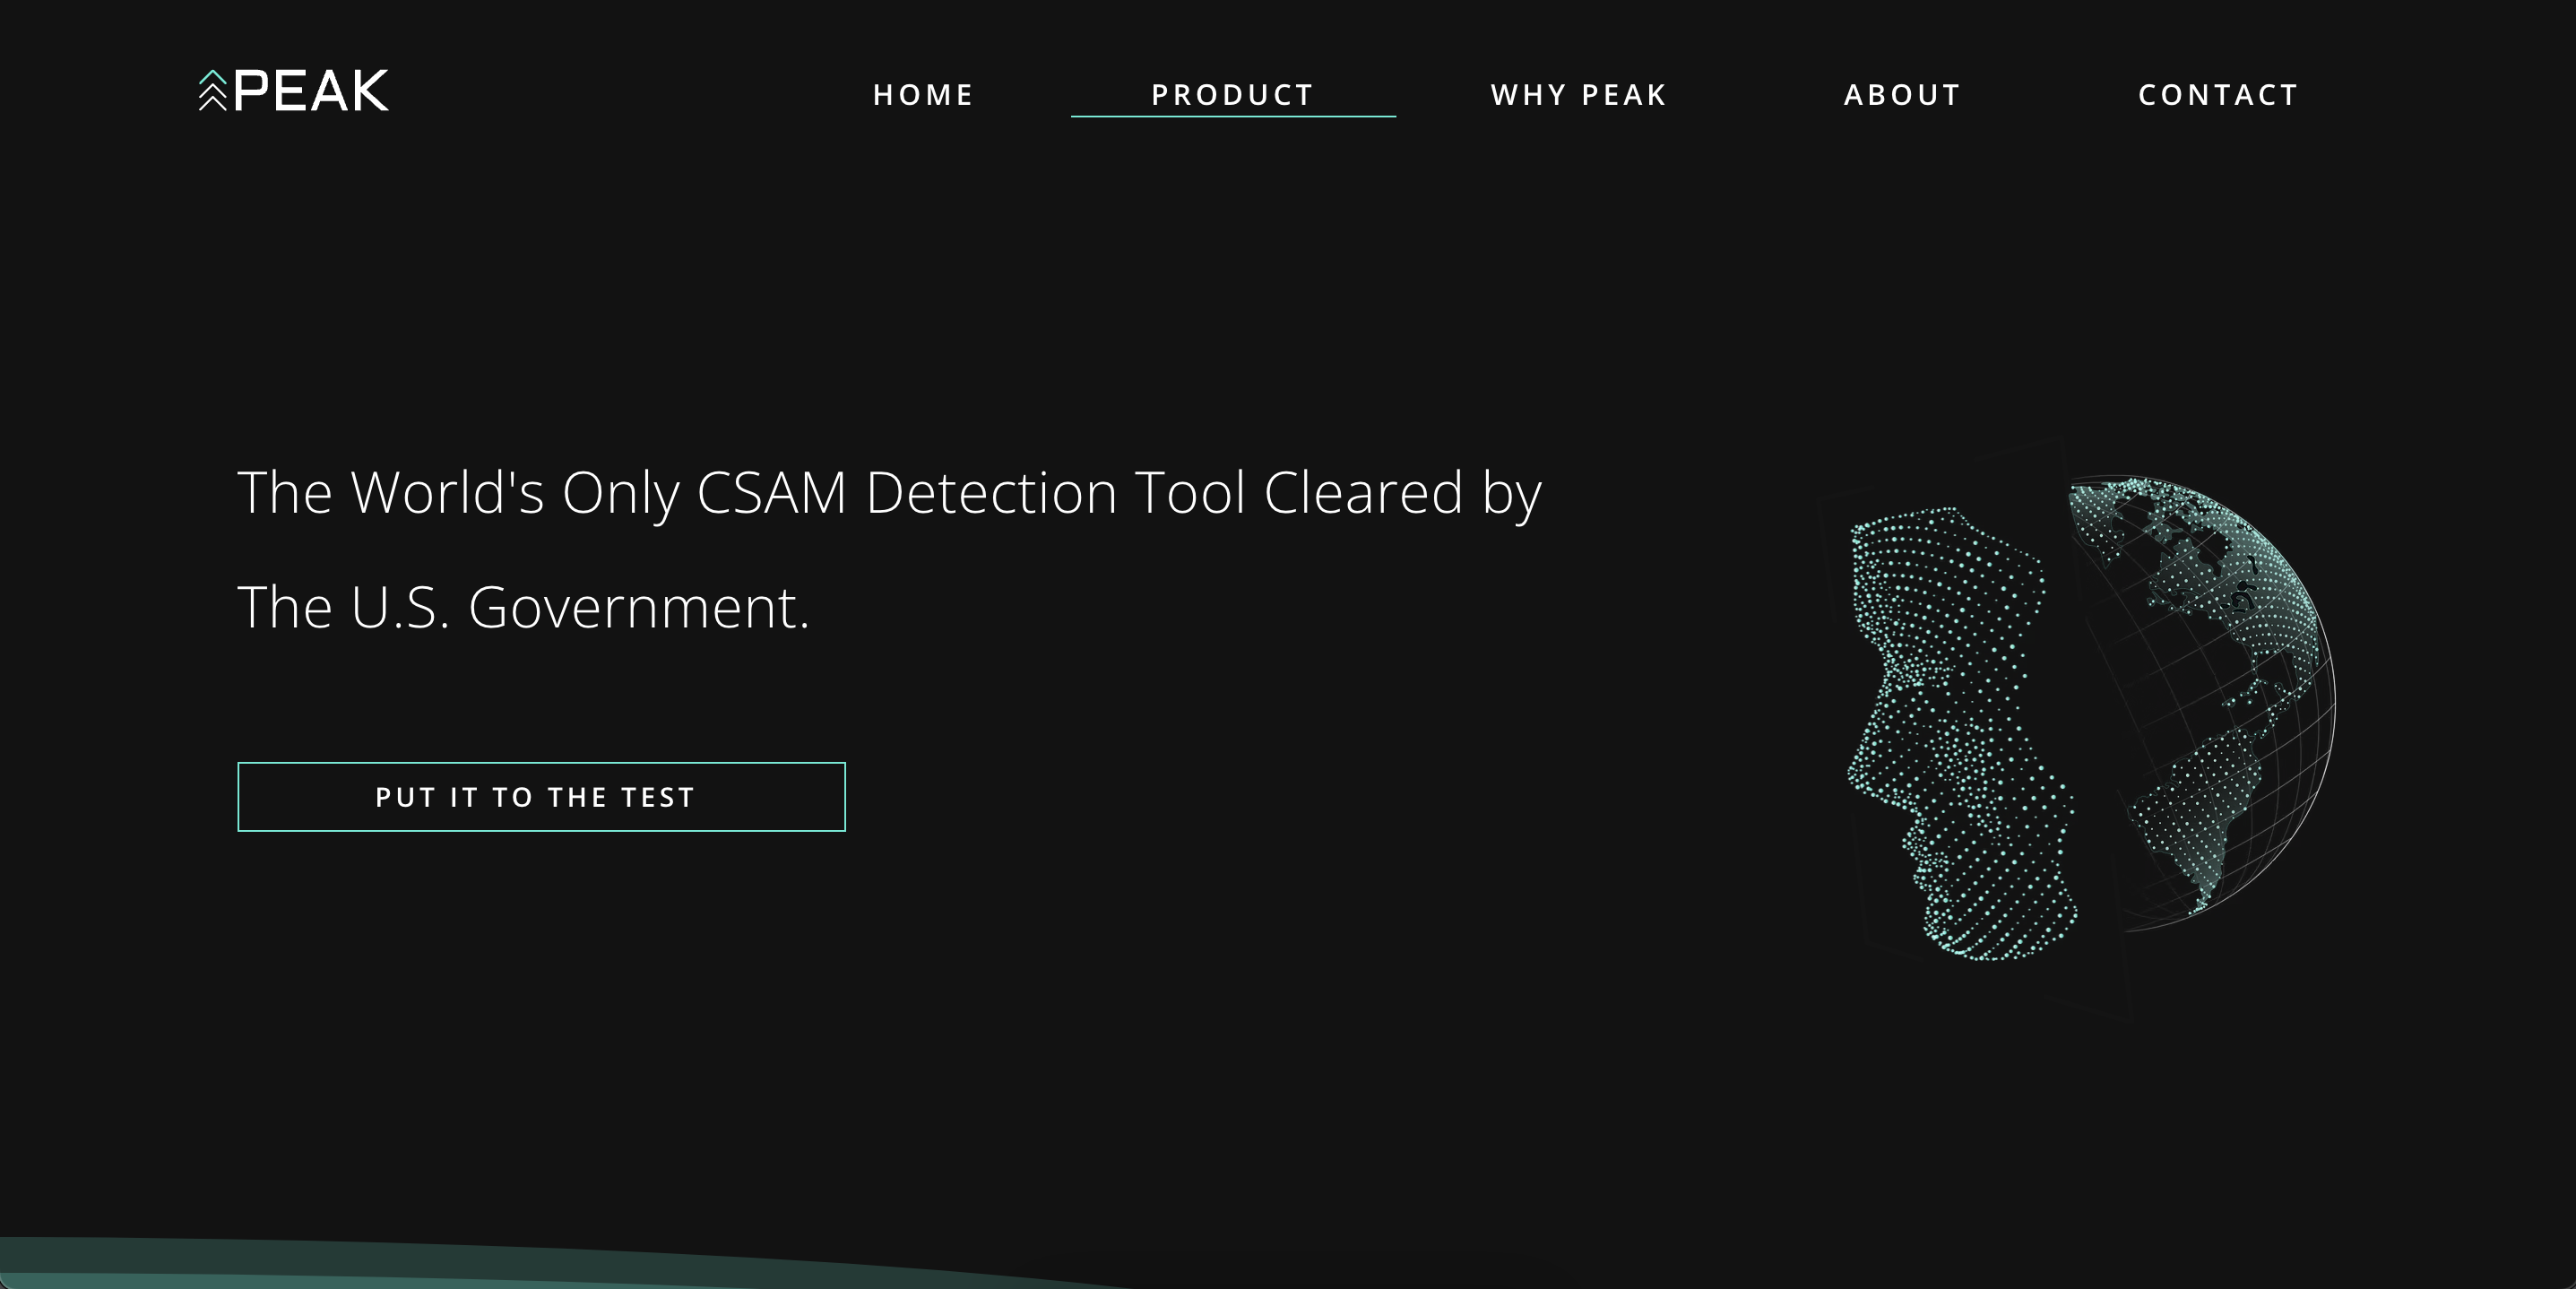 PEAK
HOME PRODUCT WHY PEAK ABOUT CONTACT
The World's Only CSAM Detection Tool Cleared by
The U.S. Government.
PUT IT TO THE TEST